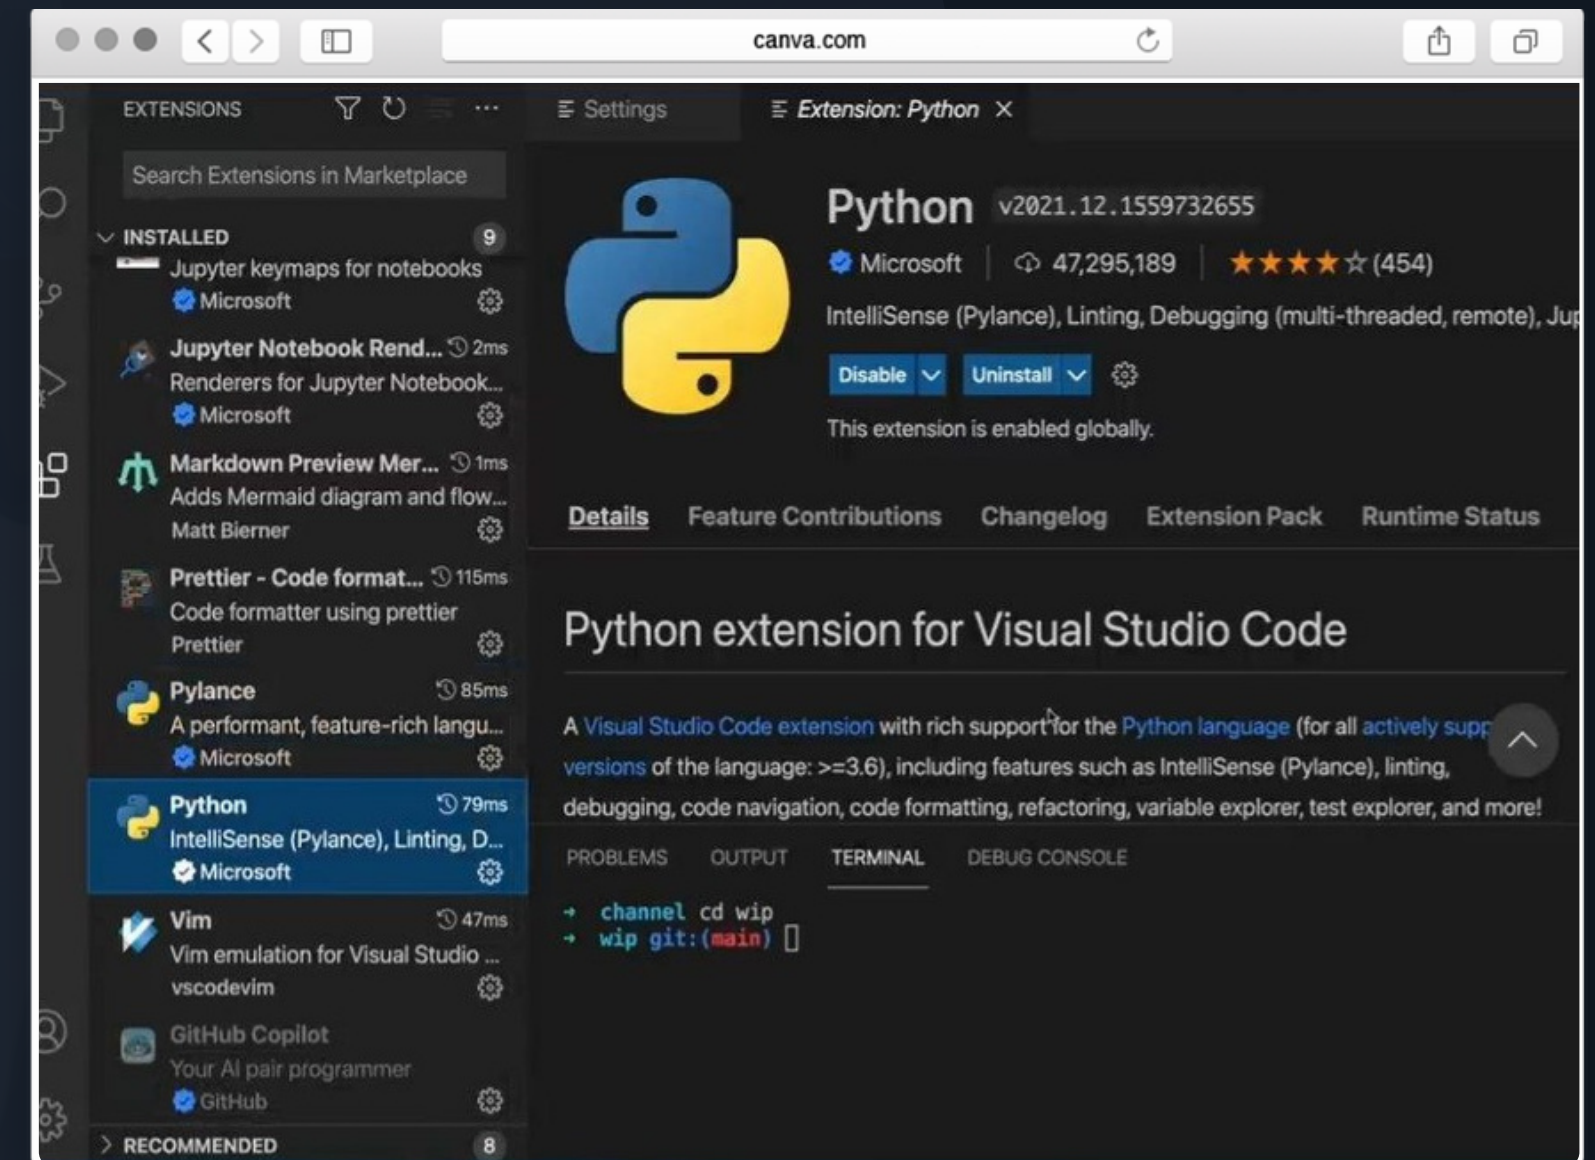 canva.com
EXTENSIONS
Search Extensions in Marketplace
INSTALLED 9
Jupyter keymaps for notebooks
Microsoft
Jupyter Notebook Rend... 2ms
Renderers for Jupyter Notebook...
Microsoft
Markdown Preview Mer... 1ms
Adds Mermaid diagram and flow...
Matt Bierner
Prettier - Code format... 115ms
Code formatter using prettier
Prettier
Pylance 85ms
A performant, feature-rich langu...
Microsoft
Python 79ms
IntelliSense (Pylance), Linting, D...
Microsoft
Vim 47ms
Vim emulation for Visual Studio ...
vscodevim
GitHub Copilot
Your AI pair programmer
GitHub
RECOMMENDED 8
Settings
Extension: Python
Python v2021.12.1559732655
Microsoft 47,295,189 (454)
IntelliSense (Pylance), Linting, Debugging (multi-threaded, remote), Jup
Disable Uninstall
This extension is enabled globally.
Details Feature Contributions Changelog Extension Pack Runtime Status
Python extension for Visual Studio Code
A Visual Studio Code extension with rich support for the Python language (for all actively supp
versions of the language: >=3.6), including features such as IntelliSense (Pylance), linting,
debugging, code navigation, code formatting, refactoring, variable explorer, test explorer, and more!
PROBLEMS OUTPUT TERMINAL DEBUG CONSOLE
→ channel cd wip
→ wip git:(main)